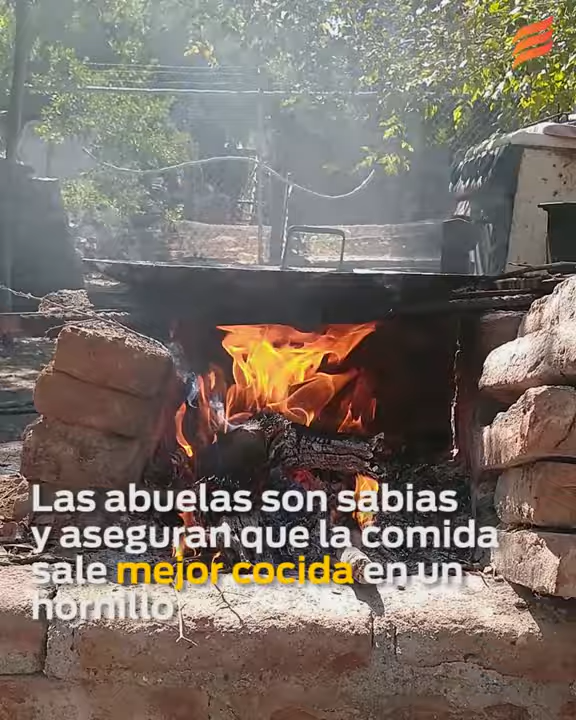 Las abuelas son sabias
y aseguran que la comida
sale mejor cocida en un
hornillo